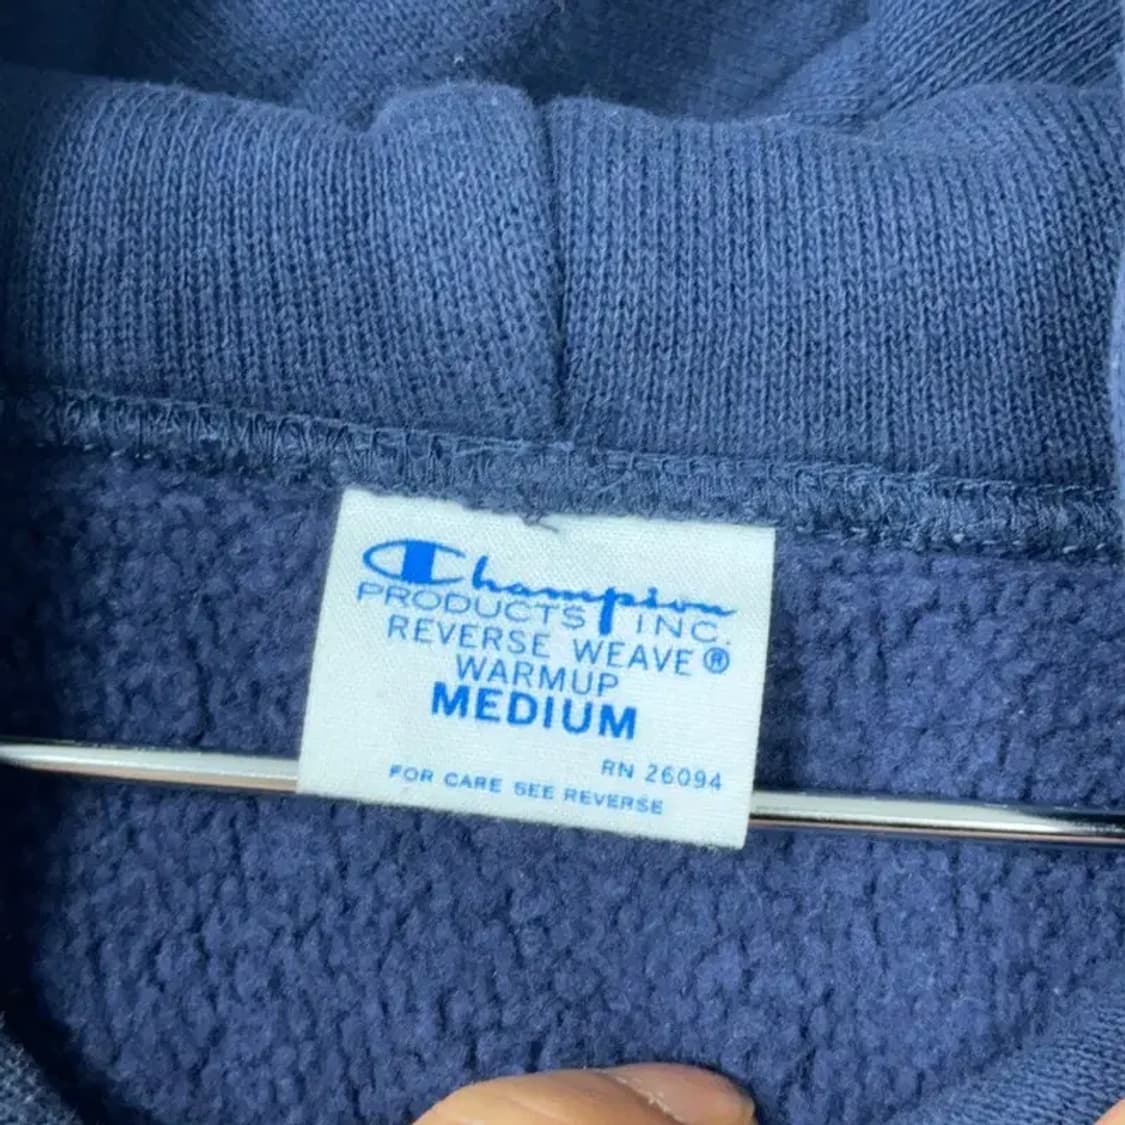 Champion
PRODUCTS INC.
REVERSE WEAVE®
WARMUP
MEDIUM
RN 26094
FOR CARE SEE REVERSE